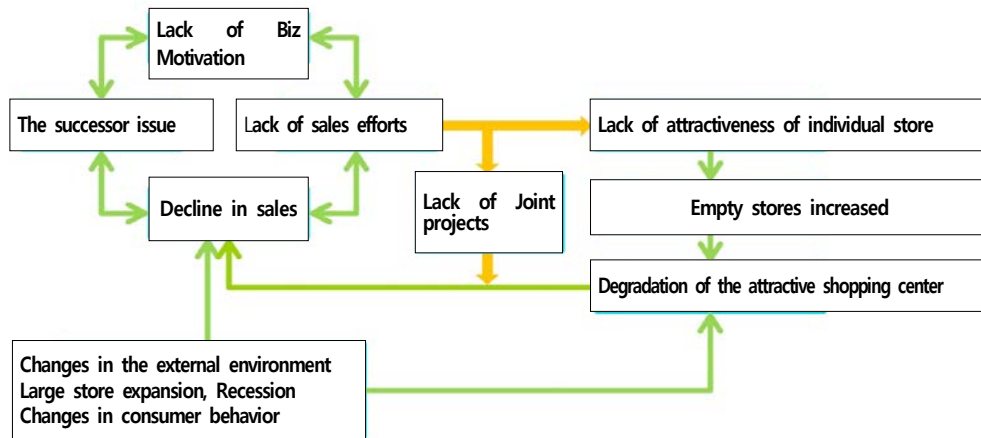 Lack of Biz
Motivation
The successor issue
Lack of sales efforts
Lack of attractiveness of individual store
Decline in sales
Lack of Joint
projects
Empty stores increased
Degradation of the attractive shopping center
Changes in the external environment
Large store expansion, Recession
Changes in consumer behavior